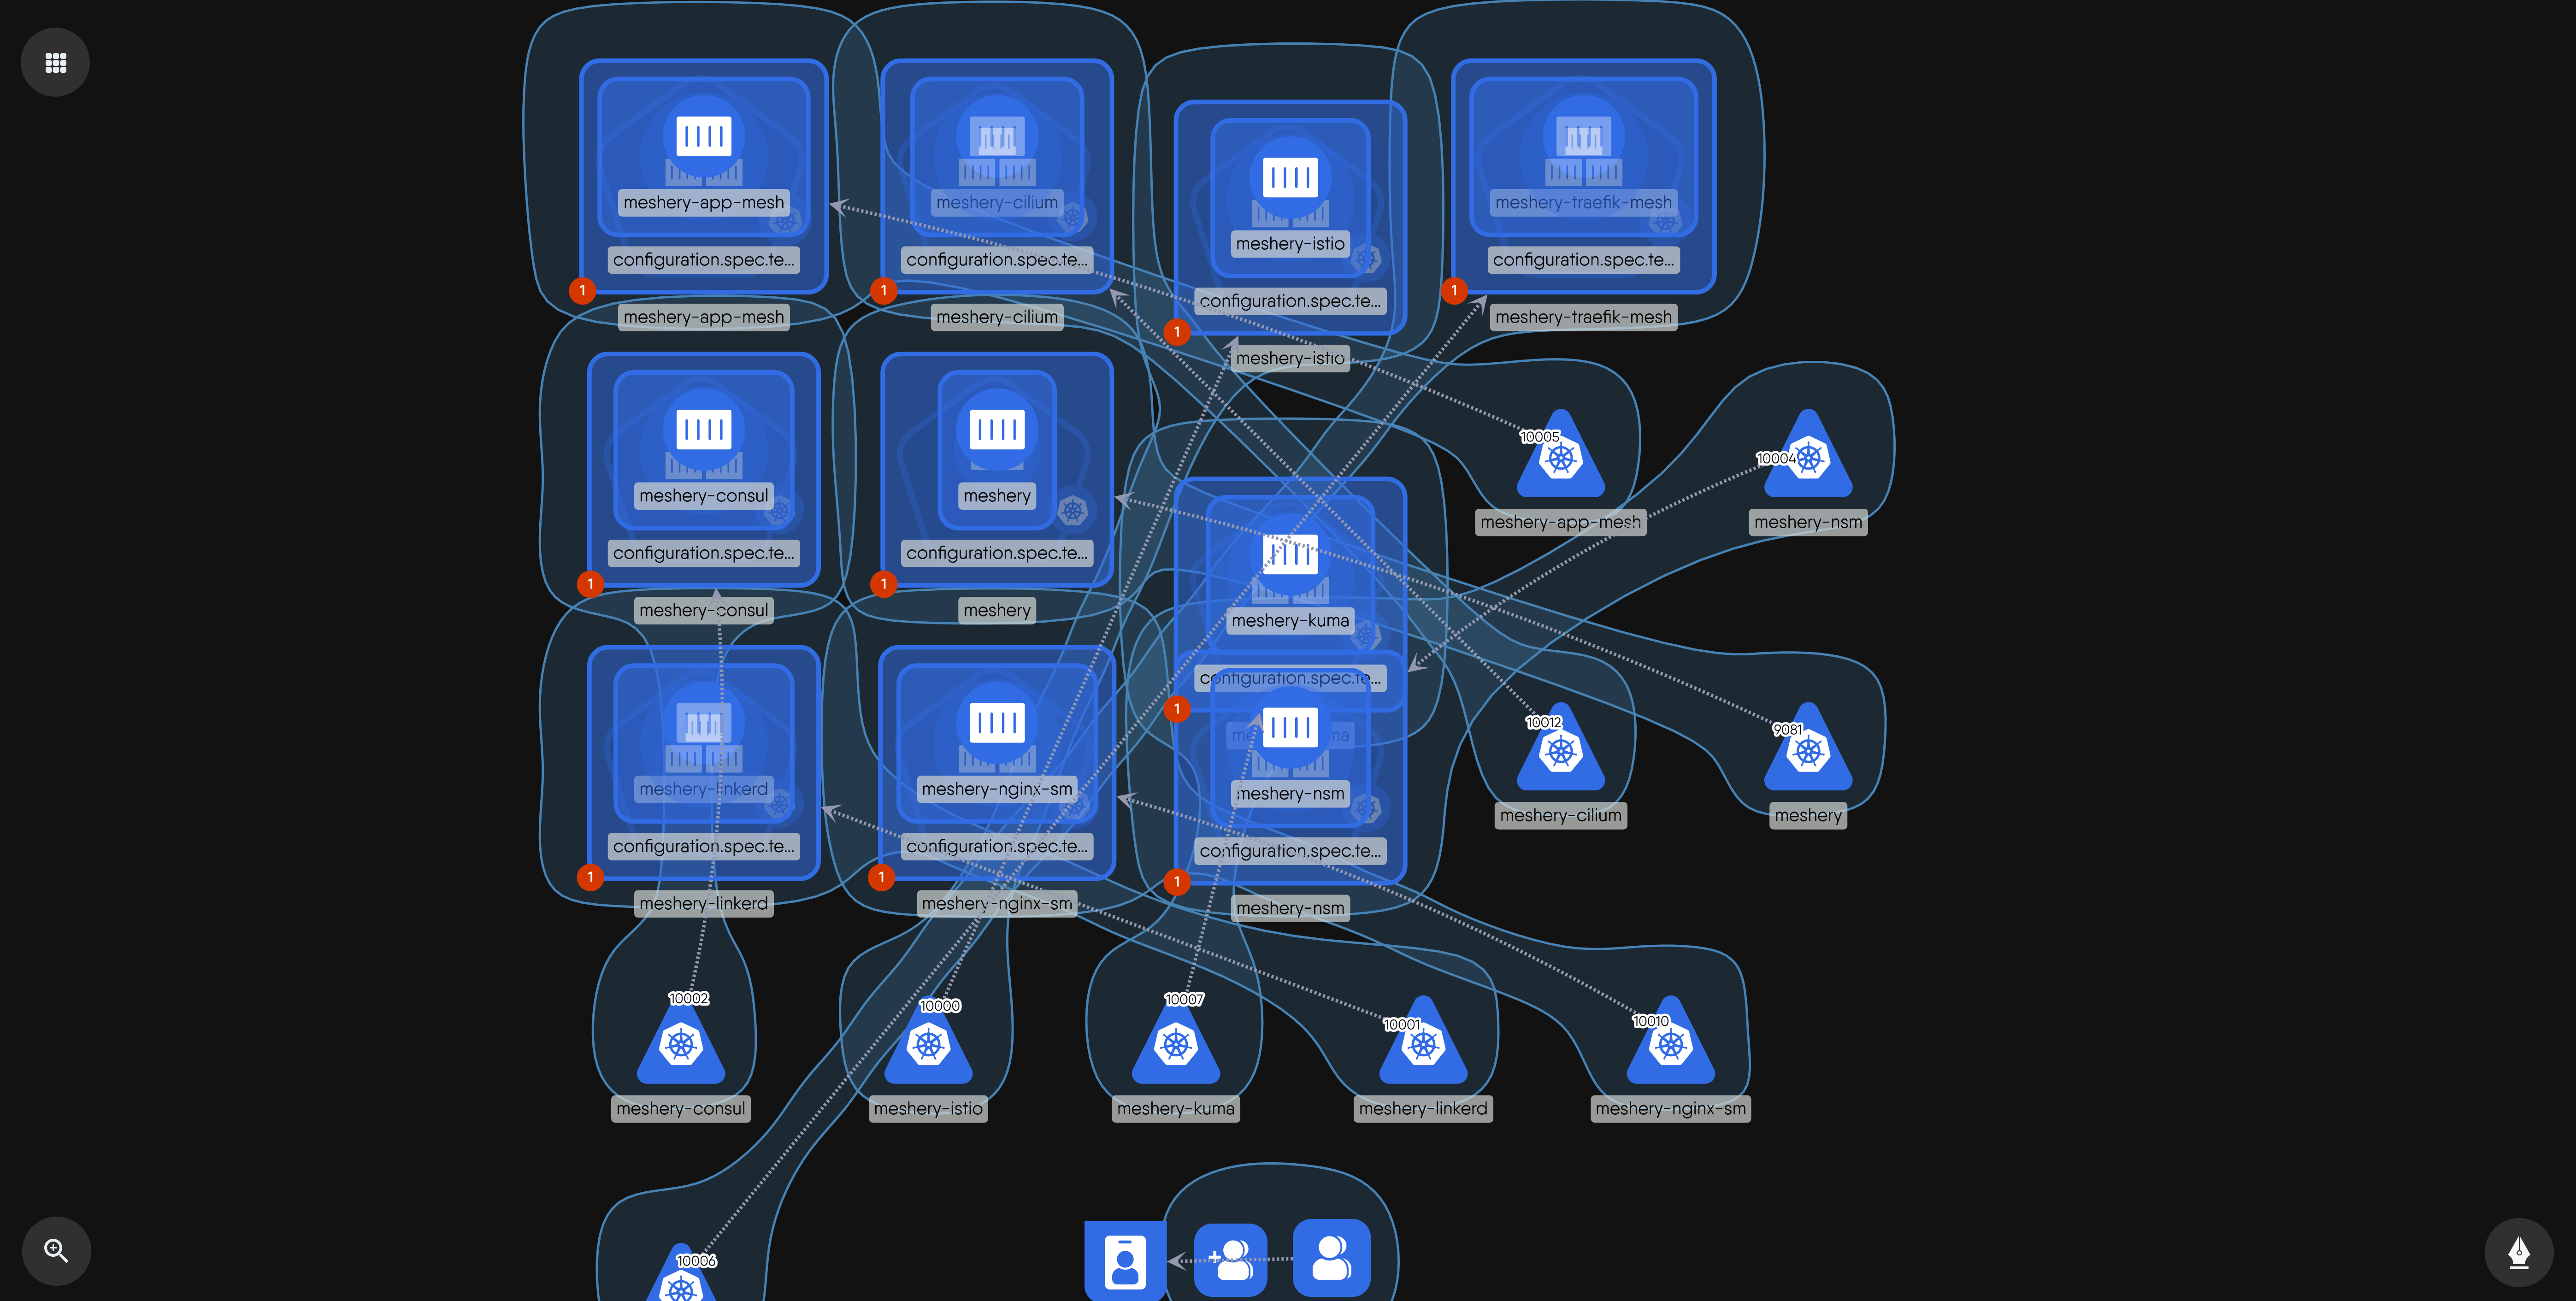 meshery-app-mesh
configuration.spec.te...
1
meshery-app-mesh
meshery-cilium
configuration.spec.te...
1
meshery-cilium
meshery-istio
configuration.spec.te...
1
meshery-istio
meshery-traefik-mesh
configuration.spec.te...
1
meshery-traefik-mesh
meshery-consul
configuration.spec.te...
1
meshery-consul
meshery
configuration.spec.te...
1
meshery
meshery-kuma
configuration.spec.te...
1
10005
meshery-app-mesh
10004
meshery-nsm
meshery-linkerd
configuration.spec.te...
1
meshery-linkerd
meshery-nginx-sm
configuration.spec.te...
1
meshery-nginx-sm
meshery-nsm
configuration.spec.te...
1
meshery-nsm
10012
meshery-cilium
9081
meshery
10002
meshery-consul
10000
meshery-istio
10007
meshery-kuma
10001
meshery-linkerd
10010
meshery-nginx-sm
10006